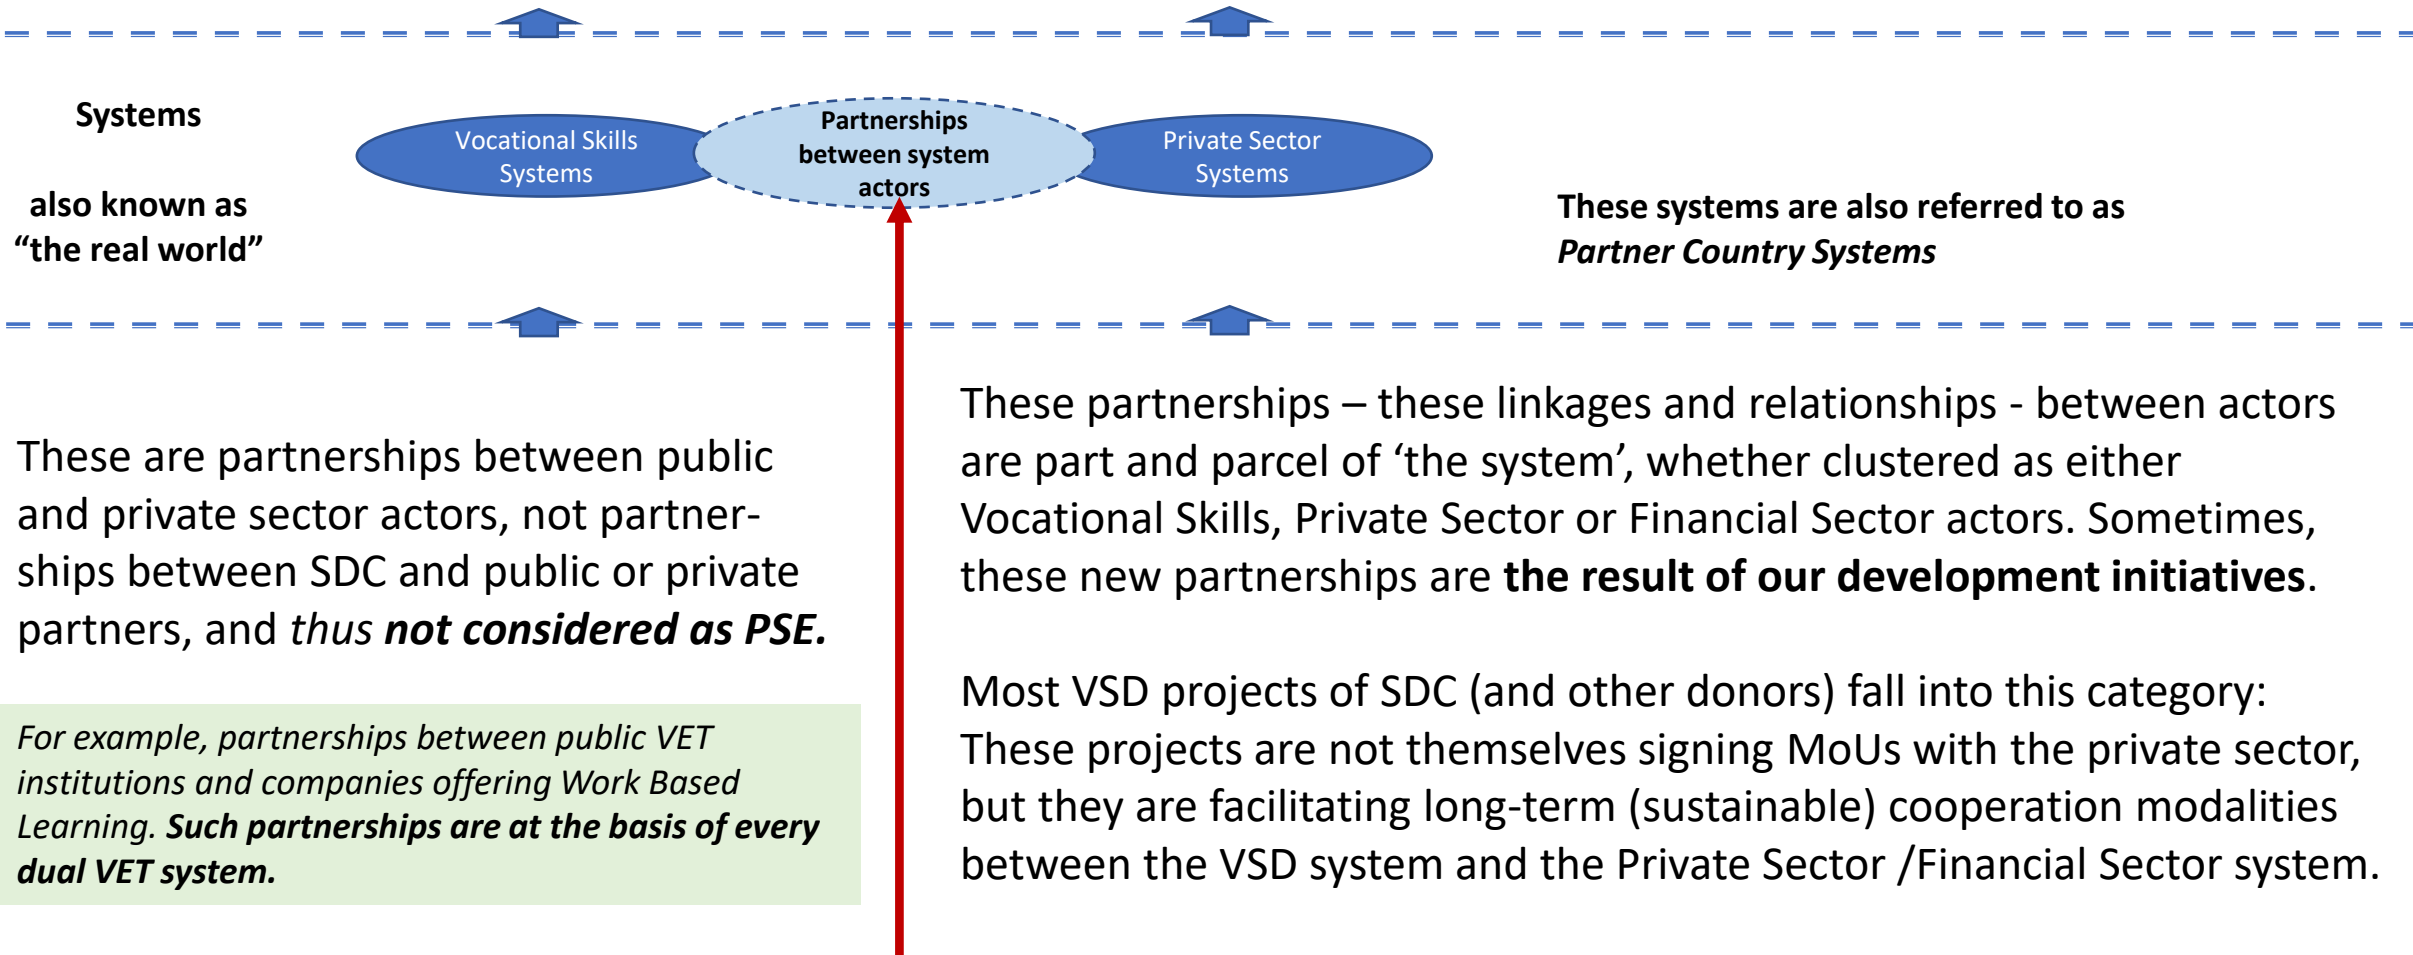 Systems
also known as
“the real world”
Vocational Skills
Systems
Partnerships
between system
actors
Private Sector
Systems
These systems are also referred to as
Partner Country Systems
These are partnerships between public
and private sector actors, not partner-
ships between SDC and public or private
partners, and thus not considered as PSE.
For example, partnerships between public VET
institutions and companies offering Work Based
Learning. Such partnerships are at the basis of every
dual VET system.
These partnerships – these linkages and relationships - between actors
are part and parcel of ‘the system’, whether clustered as either
Vocational Skills, Private Sector or Financial Sector actors. Sometimes,
these new partnerships are the result of our development initiatives.
Most VSD projects of SDC (and other donors) fall into this category:
These projects are not themselves signing MoUs with the private sector,
but they are facilitating long-term (sustainable) cooperation modalities
between the VSD system and the Private Sector /Financial Sector system.